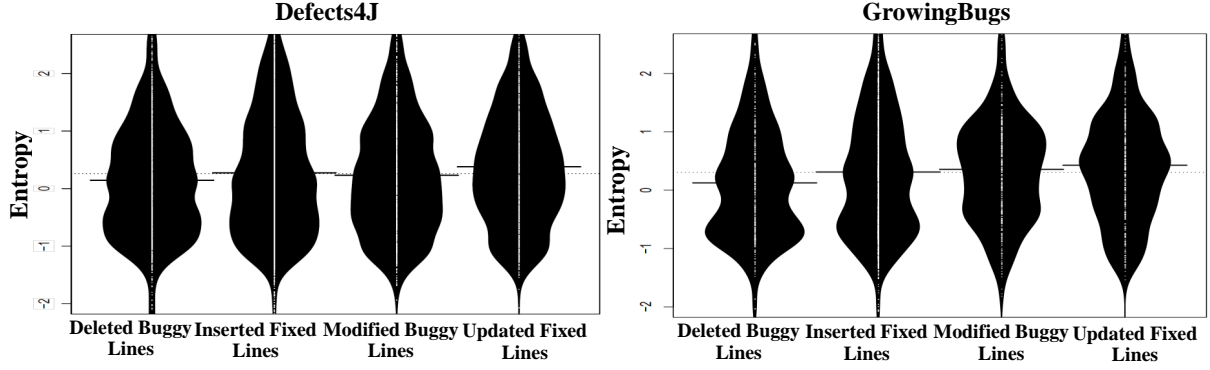 Defects4J
Entropy
2
1
0
-1
-2
Deleted Buggy Lines
Inserted Fixed Lines
Modified Buggy Lines
Updated Fixed Lines
GrowingBugs
Entropy
2
1
0
-1
-2
Deleted Buggy Lines
Inserted Fixed Lines
Modified Buggy Lines
Updated Fixed Lines